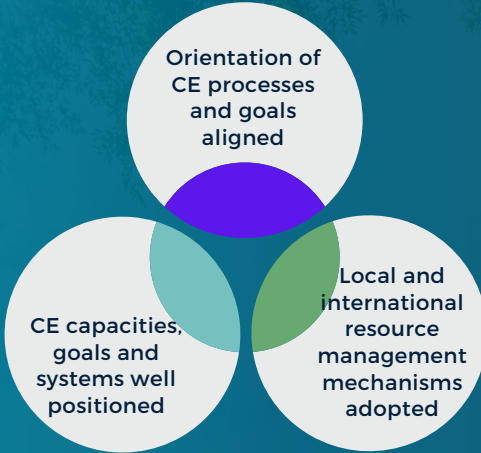 Orientation of
CE processes
and goals
aligned
CE capacities,
goals and
systems well
positioned
Local and
international
resource
management
mechanisms
adopted